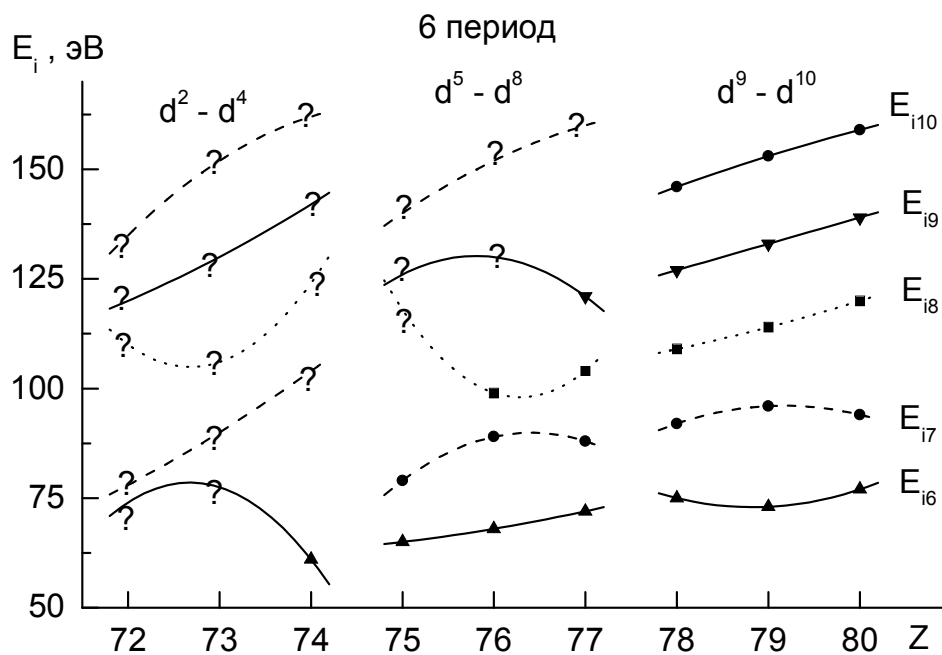 6 период
E_i , эВ
d^2 - d^4
d^5 - d^8
d^9 - d^10
E_i10
150
E_i9
125
E_i8
100
E_i7
75
E_i6
50
72 73 74 75 76 77 78 79 80 Z
? ? ?
? ? ?
? ? ?
? ? ?
? ?
? ? ?
? ?
?